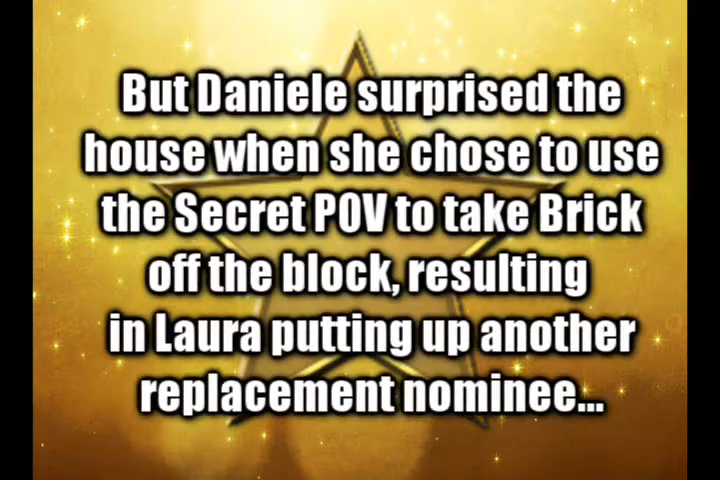 But Daniele surprised the
house when she chose to use
the Secret POV to take Brick
off the block, resulting
in Laura putting up another
replacement nominee...